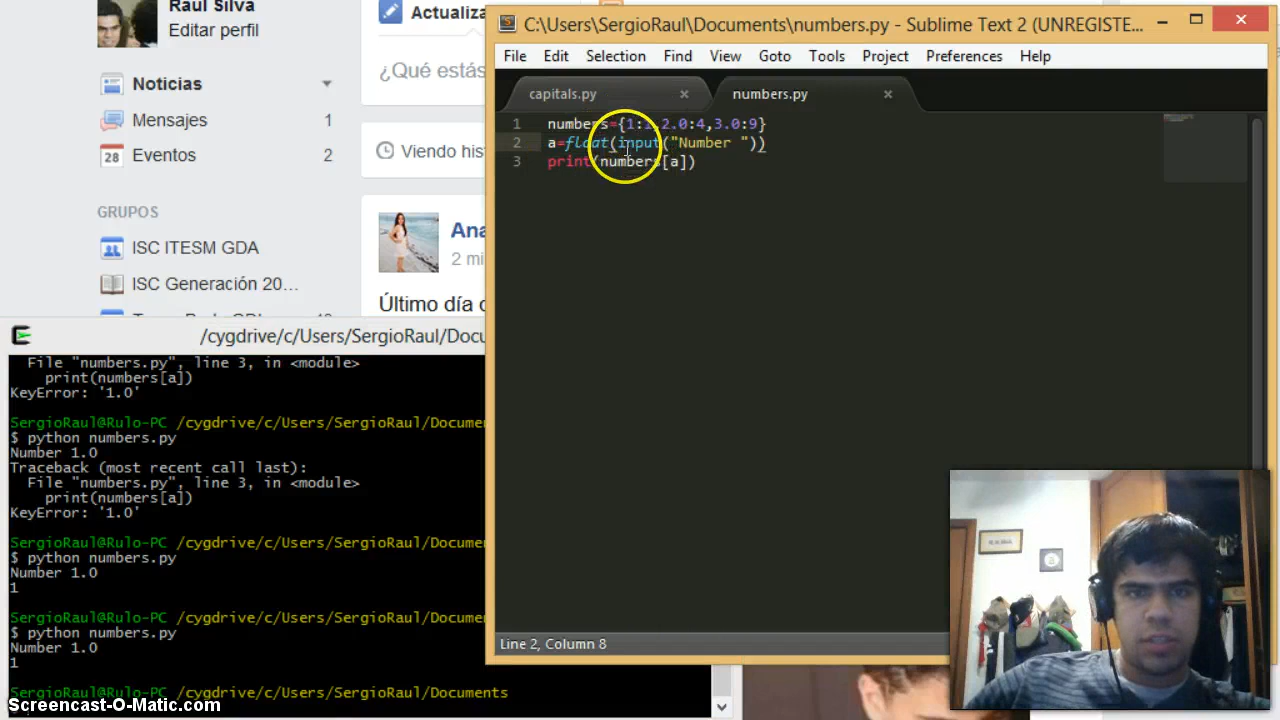 Raul Silva
Editar perfil
Noticias
Mensajes 1
Eventos 2
28
GRUPOS
ISC ITESM GDA
ISC Generación 20...
Actualiza
¿Qué estás
Viendo his
Ana
2 mi
Último día
C:\Users\SergioRaul\Documents\numbers.py - Sublime Text 2 (UNREGISTE...
File Edit Selection Find View Goto Tools Project Preferences Help
capitals.py × numbers.py ×
1 numbers={1:1,2.0:4,3.0:9}
2 a=float(input("Number "))
3 print(numbers[a])
Line 2, Column 8
/cygdrive/c/Users/SergioRaul/Docu
File "numbers.py", line 3, in <module>
print(numbers[a])
KeyError: '1.0'
SergioRaul@Rulo-PC /cygdrive/c/Users/SergioRaul/Documen
$ python numbers.py
Number 1.0
Traceback (most recent call last):
File "numbers.py", line 3, in <module>
print(numbers[a])
KeyError: '1.0'
SergioRaul@Rulo-PC /cygdrive/c/Users/SergioRaul/Documen
$ python numbers.py
Number 1.0
1
SergioRaul@Rulo-PC /cygdrive/c/Users/SergioRaul/Documen
$ python numbers.py
Number 1.0
1
SergioRaul@Rulo-PC /cygdrive/c/Users/SergioRaul/Documents
Screencast-O-Matic.com